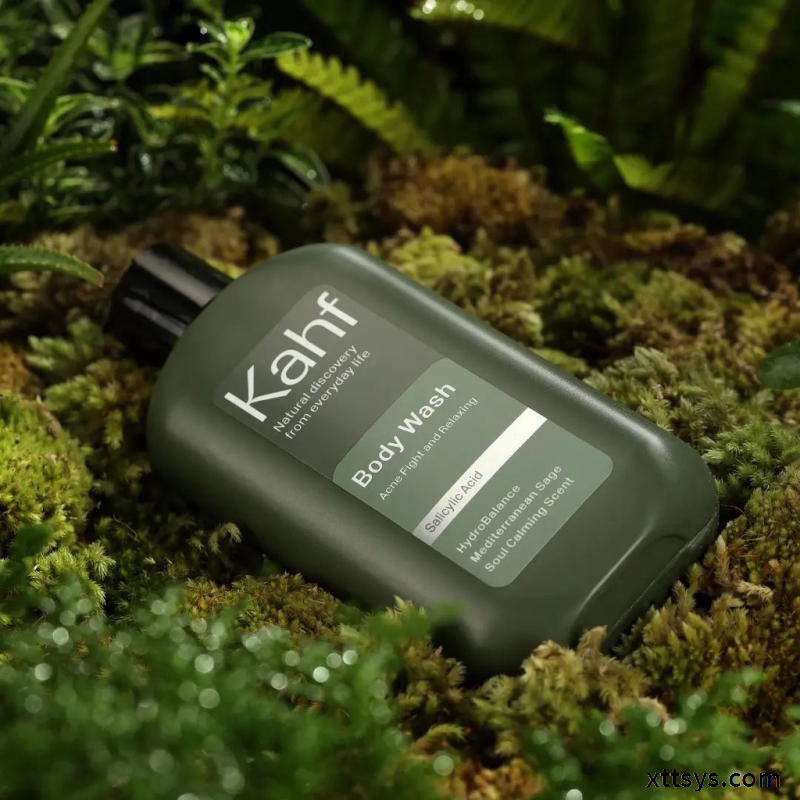 Kahf
Natural discovery
from everyday life
Body Wash
Acne Fight and Relaxing
Salicylic Acid
HydroBalance
Mediterranean Sage
Soul Calming Scent
xttsys.com